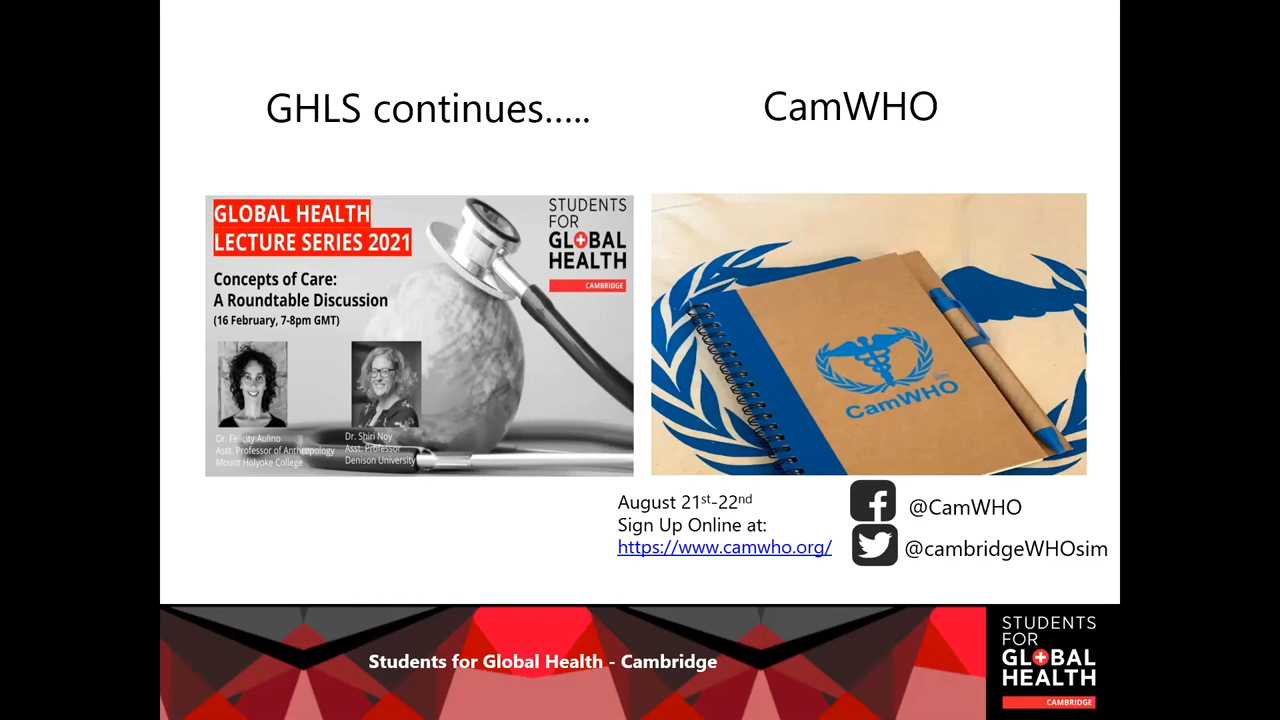 GHLS continues.....
CamWHO
GLOBAL HEALTH
LECTURE SERIES 2021
Concepts of Care:
A Roundtable Discussion
(16 February, 7-8pm GMT)
Dr. Felicity Aulino
Asst. Professor of Anthropology
Mount Holyoke College
Dr. Shiri Noy
Asst. Professor
Denison University
STUDENTS
FOR
GLOBAL
HEALTH
CAMBRIDGE
CamWHO
August 21st-22nd
Sign Up Online at:
https://www.camwho.org/
@CamWHO
@cambridgeWHOsim
Students for Global Health - Cambridge
STUDENTS
FOR
GLOBAL
HEALTH
CAMBRIDGE